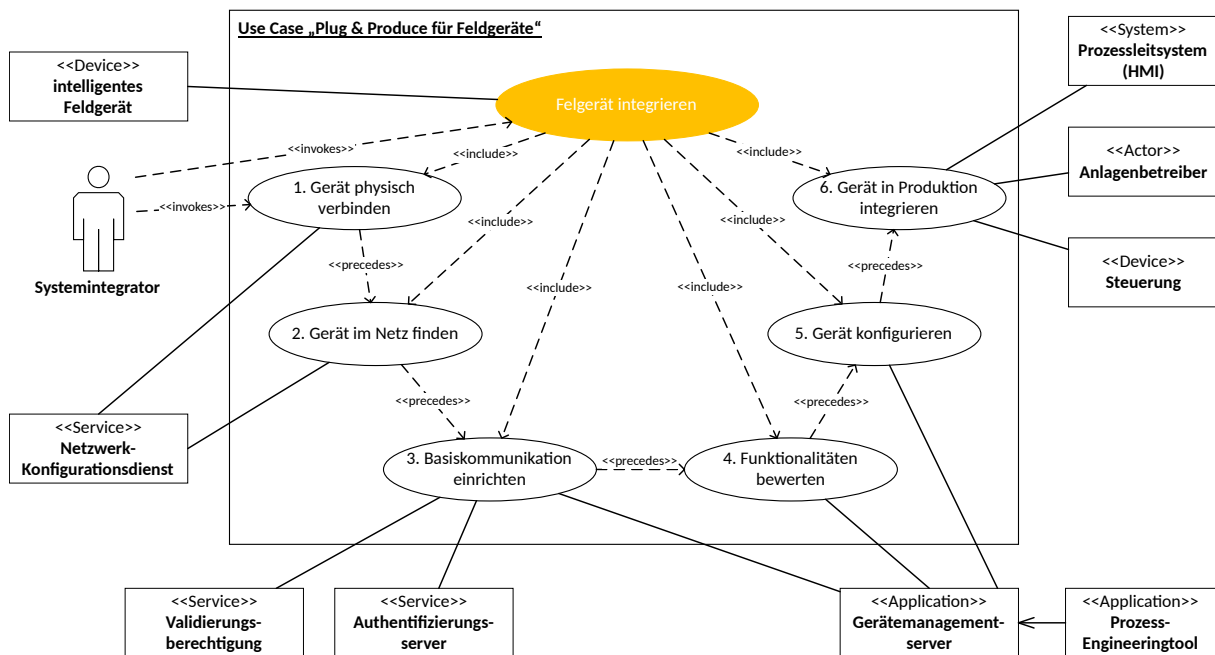 Use Case „Plug & Produce für Feldgeräte“
<<Device>>
intelligentes
Feldgerät
Felgerät integrieren
<<System>>
Prozessleitsystem
(HMI)
<<invokes>>
<<include>>
<<include>>
<<Actor>>
Anlagenbetreiber
1. Gerät physisch
verbinden
6. Gerät in Produktion
integrieren
<<invokes>>
<<include>>
<<include>>
Systemintegrator
<<precedes>>
<<precedes>>
<<include>>
<<include>>
<<Device>>
Steuerung
2. Gerät im Netz finden
5. Gerät konfigurieren
<<precedes>>
<<precedes>>
<<Service>>
Netzwerk-
Konfigurationsdienst
3. Basiskommunikation
einrichten
<<precedes>>
4. Funktionalitäten
bewerten
<<Service>>
Validierungs-
berechtigung
<<Service>>
Authentifizierungs-
server
<<Application>>
Gerätemanagement-
server
<<Application>>
Prozess-
Engineeringtool